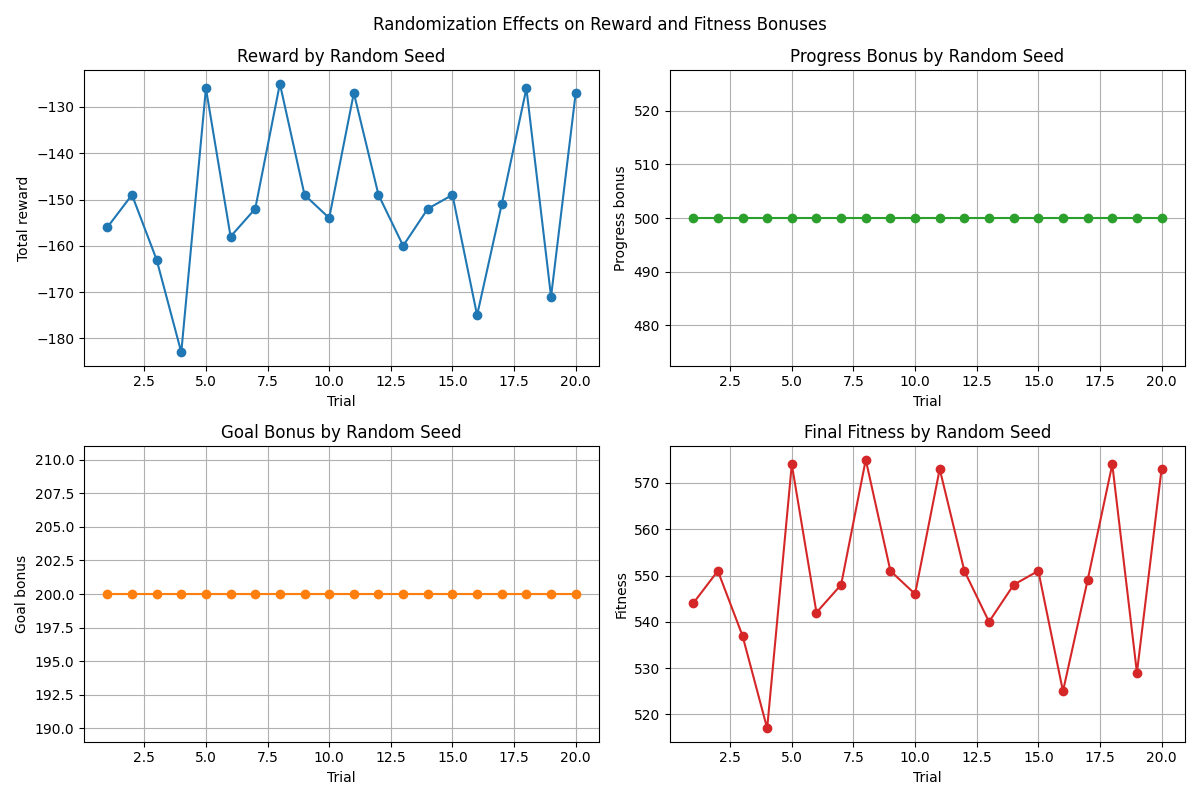 Randomization Effects on Reward and Fitness Bonuses
Reward by Random Seed
Total reward
−130
−140
−150
−160
−170
−180
2.5 5.0 7.5 10.0 12.5 15.0 17.5 20.0
Trial
Progress Bonus by Random Seed
Progress bonus
520
510
500
490
480
2.5 5.0 7.5 10.0 12.5 15.0 17.5 20.0
Trial
Goal Bonus by Random Seed
Goal bonus
210.0
207.5
205.0
202.5
200.0
197.5
195.0
192.5
190.0
2.5 5.0 7.5 10.0 12.5 15.0 17.5 20.0
Trial
Final Fitness by Random Seed
Fitness
570
560
550
540
530
520
2.5 5.0 7.5 10.0 12.5 15.0 17.5 20.0
Trial